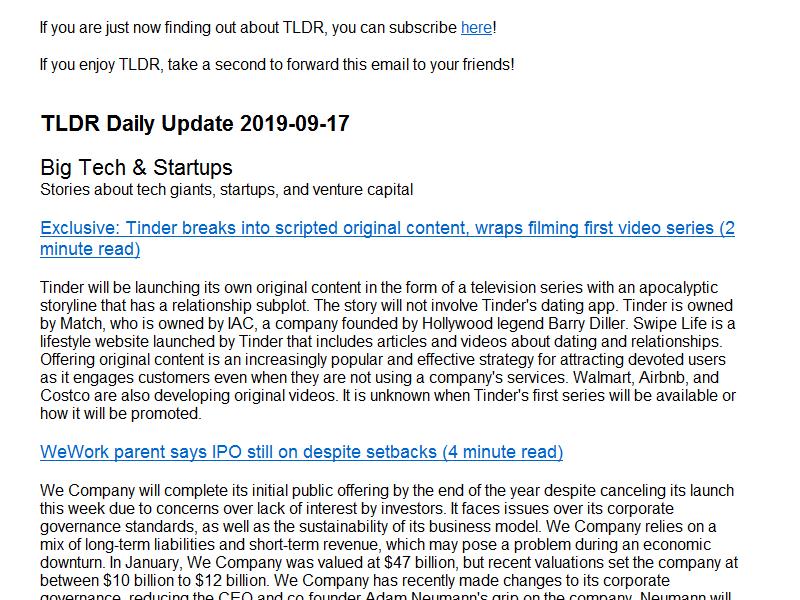 If you are just now finding out about TLDR, you can subscribe here!
If you enjoy TLDR, take a second to forward this email to your friends!
TLDR Daily Update 2019-09-17
Big Tech & Startups
Stories about tech giants, startups, and venture capital
Exclusive: Tinder breaks into scripted original content, wraps filming first video series (2
minute read)
Tinder will be launching its own original content in the form of a television series with an apocalyptic
storyline that has a relationship subplot. The story will not involve Tinder's dating app. Tinder is owned
by Match, who is owned by IAC, a company founded by Hollywood legend Barry Diller. Swipe Life is a
lifestyle website launched by Tinder that includes articles and videos about dating and relationships.
Offering original content is an increasingly popular and effective strategy for attracting devoted users
as it engages customers even when they are not using a company's services. Walmart, Airbnb, and
Costco are also developing original videos. It is unknown when Tinder's first series will be available or
how it will be promoted.
WeWork parent says IPO still on despite setbacks (4 minute read)
We Company will complete its initial public offering by the end of the year despite canceling its launch
this week due to concerns over lack of interest by investors. It faces issues over its corporate
governance standards, as well as the sustainability of its business model. We Company relies on a
mix of long-term liabilities and short-term revenue, which may pose a problem during an economic
downturn. In January, We Company was valued at $47 billion, but recent valuations set the company at
between $10 billion to $12 billion. We Company has recently made changes to its corporate
governance, reducing the CEO and co-founder Adam Neumann's grip on the company. Neumann will